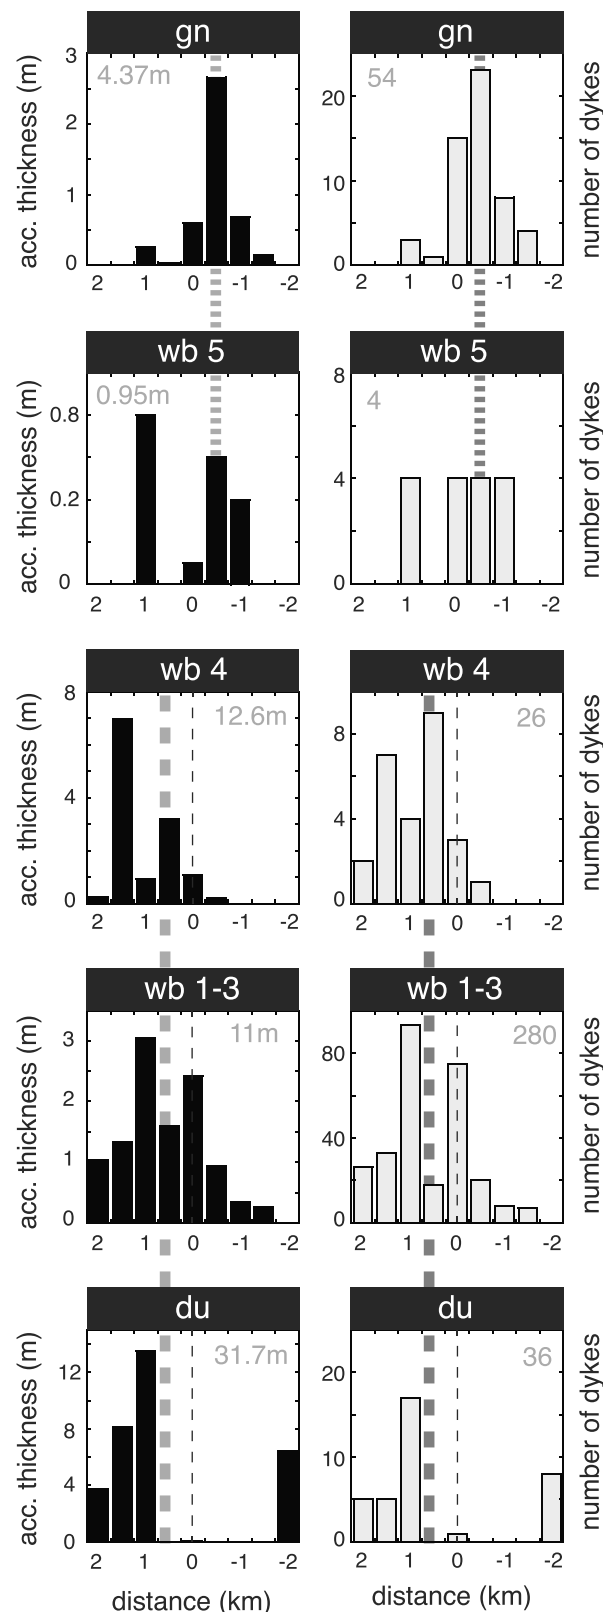 gn gn
acc. thickness (m) 3 2 1 0 4.37m 54 20 10 0 number of dykes
2 1 0 -1 -2 2 1 0 -1 -2
wb 5 wb 5
acc. thickness (m) 0.8 0.2 0 0.95m 4 8 4 0 number of dykes
2 1 0 -1 -2 2 1 0 -1 -2
wb 4 wb 4
acc. thickness (m) 8 4 0 12.6m 26 8 4 0 number of dykes
2 1 0 -1 -2 2 1 0 -1 -2
wb 1-3 wb 1-3
acc. thickness (m) 3 2 1 0 11m 280 80 40 0 number of dykes
2 1 0 -1 -2 2 1 0 -1 -2
du du
acc. thickness (m) 12 8 4 0 31.7m 36 20 10 0 number of dykes
2 1 0 -1 -2 2 1 0 -1 -2
distance (km) distance (km)